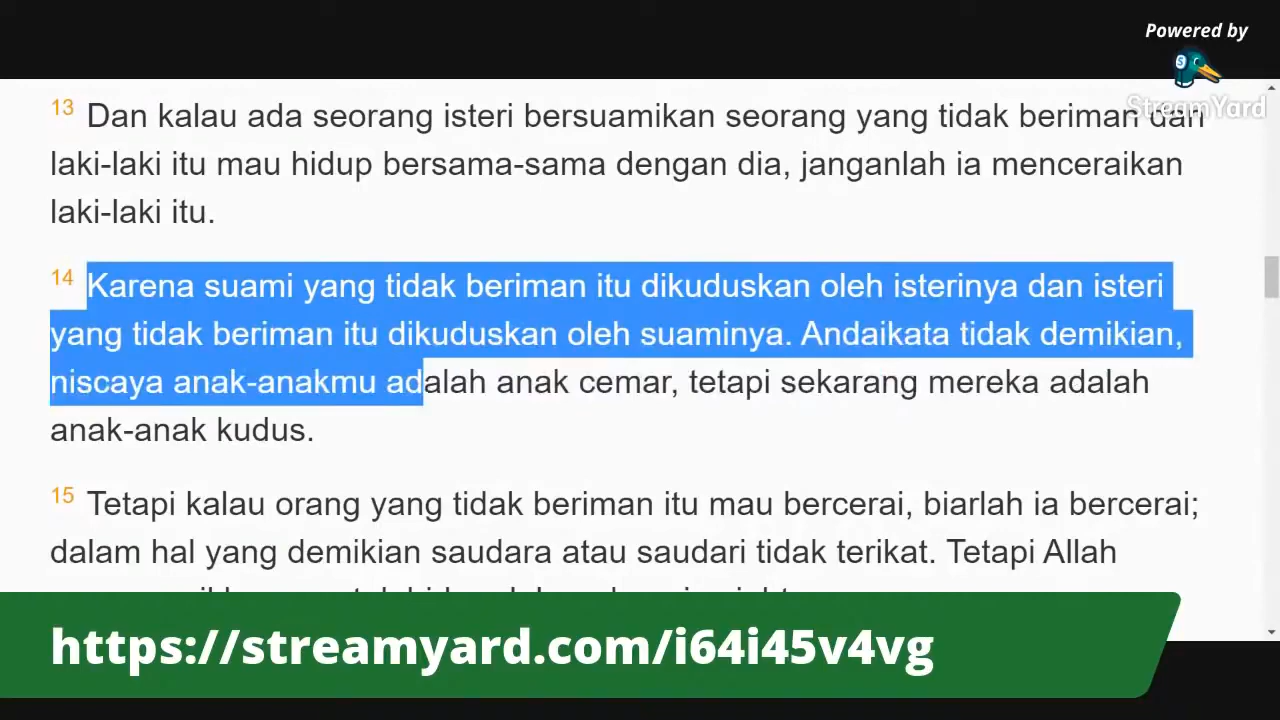 Powered by
StreamYard
13 Dan kalau ada seorang isteri bersuamikan seorang yang tidak beriman dan
laki-laki itu mau hidup bersama-sama dengan dia, janganlah ia menceraikan
laki-laki itu.
14 Karena suami yang tidak beriman itu dikuduskan oleh isterinya dan isteri
yang tidak beriman itu dikuduskan oleh suaminya. Andaikata tidak demikian,
niscaya anak-anakmu adalah anak cemar, tetapi sekarang mereka adalah
anak-anak kudus.
15 Tetapi kalau orang yang tidak beriman itu mau bercerai, biarlah ia bercerai;
dalam hal yang demikian saudara atau saudari tidak terikat. Tetapi Allah
https://streamyard.com/i64i45v4vg